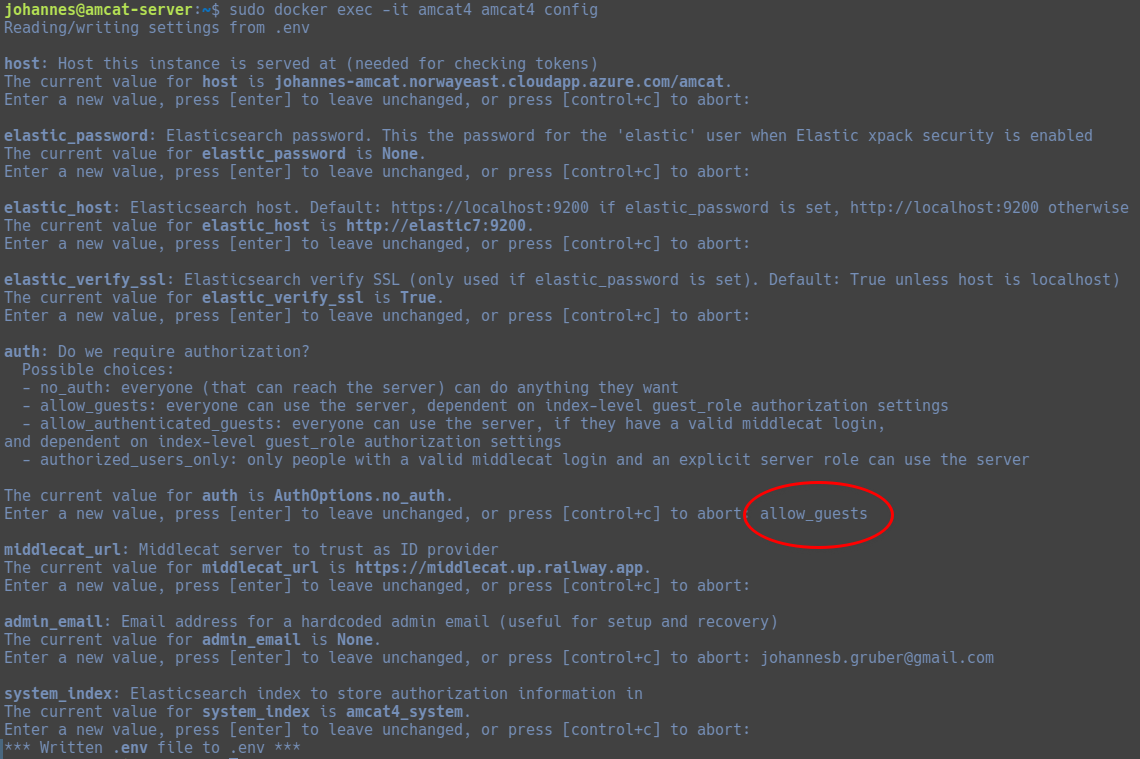 johannes@amcat-server:~$ sudo docker exec -it amcat4 amcat4 config
Reading/writing settings from .env
host: Host this instance is served at (needed for checking tokens)
The current value for host is johannes-amcat.norwayeast.cloudapp.azure.com/amcat.
Enter a new value, press [enter] to leave unchanged, or press [control+c] to abort:
elastic_password: Elasticsearch password. This the password for the 'elastic' user when Elastic xpack security is enabled
The current value for elastic_password is None.
Enter a new value, press [enter] to leave unchanged, or press [control+c] to abort:
elastic_host: Elasticsearch host. Default: https://localhost:9200 if elastic_password is set, http://localhost:9200 otherwise
The current value for elastic_host is http://elastic7:9200.
Enter a new value, press [enter] to leave unchanged, or press [control+c] to abort:
elastic_verify_ssl: Elasticsearch verify SSL (only used if elastic_password is set). Default: True unless host is localhost)
The current value for elastic_verify_ssl is True.
Enter a new value, press [enter] to leave unchanged, or press [control+c] to abort:
auth: Do we require authorization?
Possible choices:
- no_auth: everyone (that can reach the server) can do anything they want
- allow_guests: everyone can use the server, dependent on index-level guest_role authorization settings
- allow_authenticated_guests: everyone can use the server, if they have a valid middlecat login,
and dependent on index-level guest_role authorization settings
- authorized_users_only: only people with a valid middlecat login and an explicit server role can use the server
The current value for auth is AuthOptions.no_auth.
Enter a new value, press [enter] to leave unchanged, or press [control+c] to abort: allow_guests
middlecat_url: Middlecat server to trust as ID provider
The current value for middlecat_url is https://middlecat.up.railway.app.
Enter a new value, press [enter] to leave unchanged, or press [control+c] to abort:
admin_email: Email address for a hardcoded admin email (useful for setup and recovery)
The current value for admin_email is None.
Enter a new value, press [enter] to leave unchanged, or press [control+c] to abort: johannesb.gruber@gmail.com
system_index: Elasticsearch index to store authorization information in
The current value for system_index is amcat4_system.
Enter a new value, press [enter] to leave unchanged, or press [control+c] to abort:
*** Written .env file to .env ***